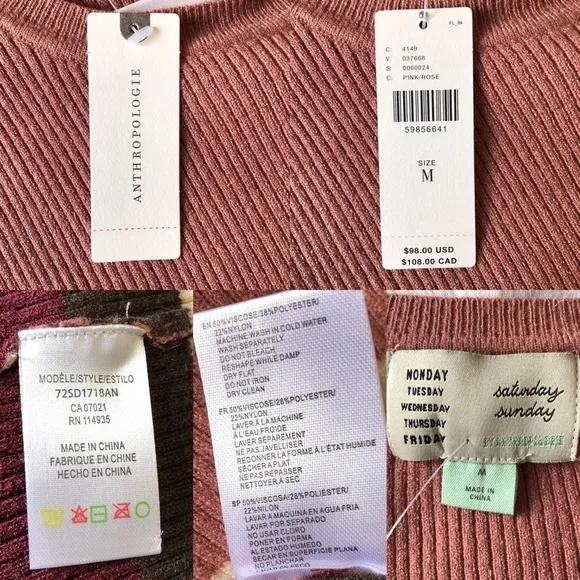 ANTHROPOLOGIE
FL_84
C: 4149
V: 037668
S: 0000024
C: PINK/ROSE
59856641
SIZE
M
$98.00 USD
$108.00 CAD
MODÈLE/STYLE/ESTILO
72SD1718AN
CA 07021
RN 114935
MADE IN CHINA
FABRIQUE EN CHINE
HECHO EN CHINA
EN 50%VISCOSE/28%POLYESTER/
22%NYLON
MACHINE WASH IN COLD WATER
WASH SEPARATELY
DO NOT BLEACH
RESHAPE WHILE DAMP
DRY FLAT
DO NOT IRON
DRY CLEAN
FR 50%VISCOSE/28%POLYESTER/
22%NYLON
LAVER À LA MACHINE
À L'EAU FROIDE
LAVER SÉPAREMENT
NE PAS JAVELLISER
REDONNER LA FORME À L'ÉTAT HUMIDE
SÉCHER A PLAT
NE PAS REPASSER
NETTOYER À SEC
SP 50%VISCOSA/28%POLIESTER/
22%NILON
LAVAR A MAQUINA EN AGUA FRIA
LAVAR POR SEPARADO
NO USAR CLORO
PONER EN FORMA
AL ESTADO HUMEDO
SECAR EN SUPERFICIE PLANA
NO PLANCHAR
MONDAY
TUESDAY
WEDNESDAY
THURSDAY
FRIDAY
saturday
sunday
M
MADE IN
CHINA